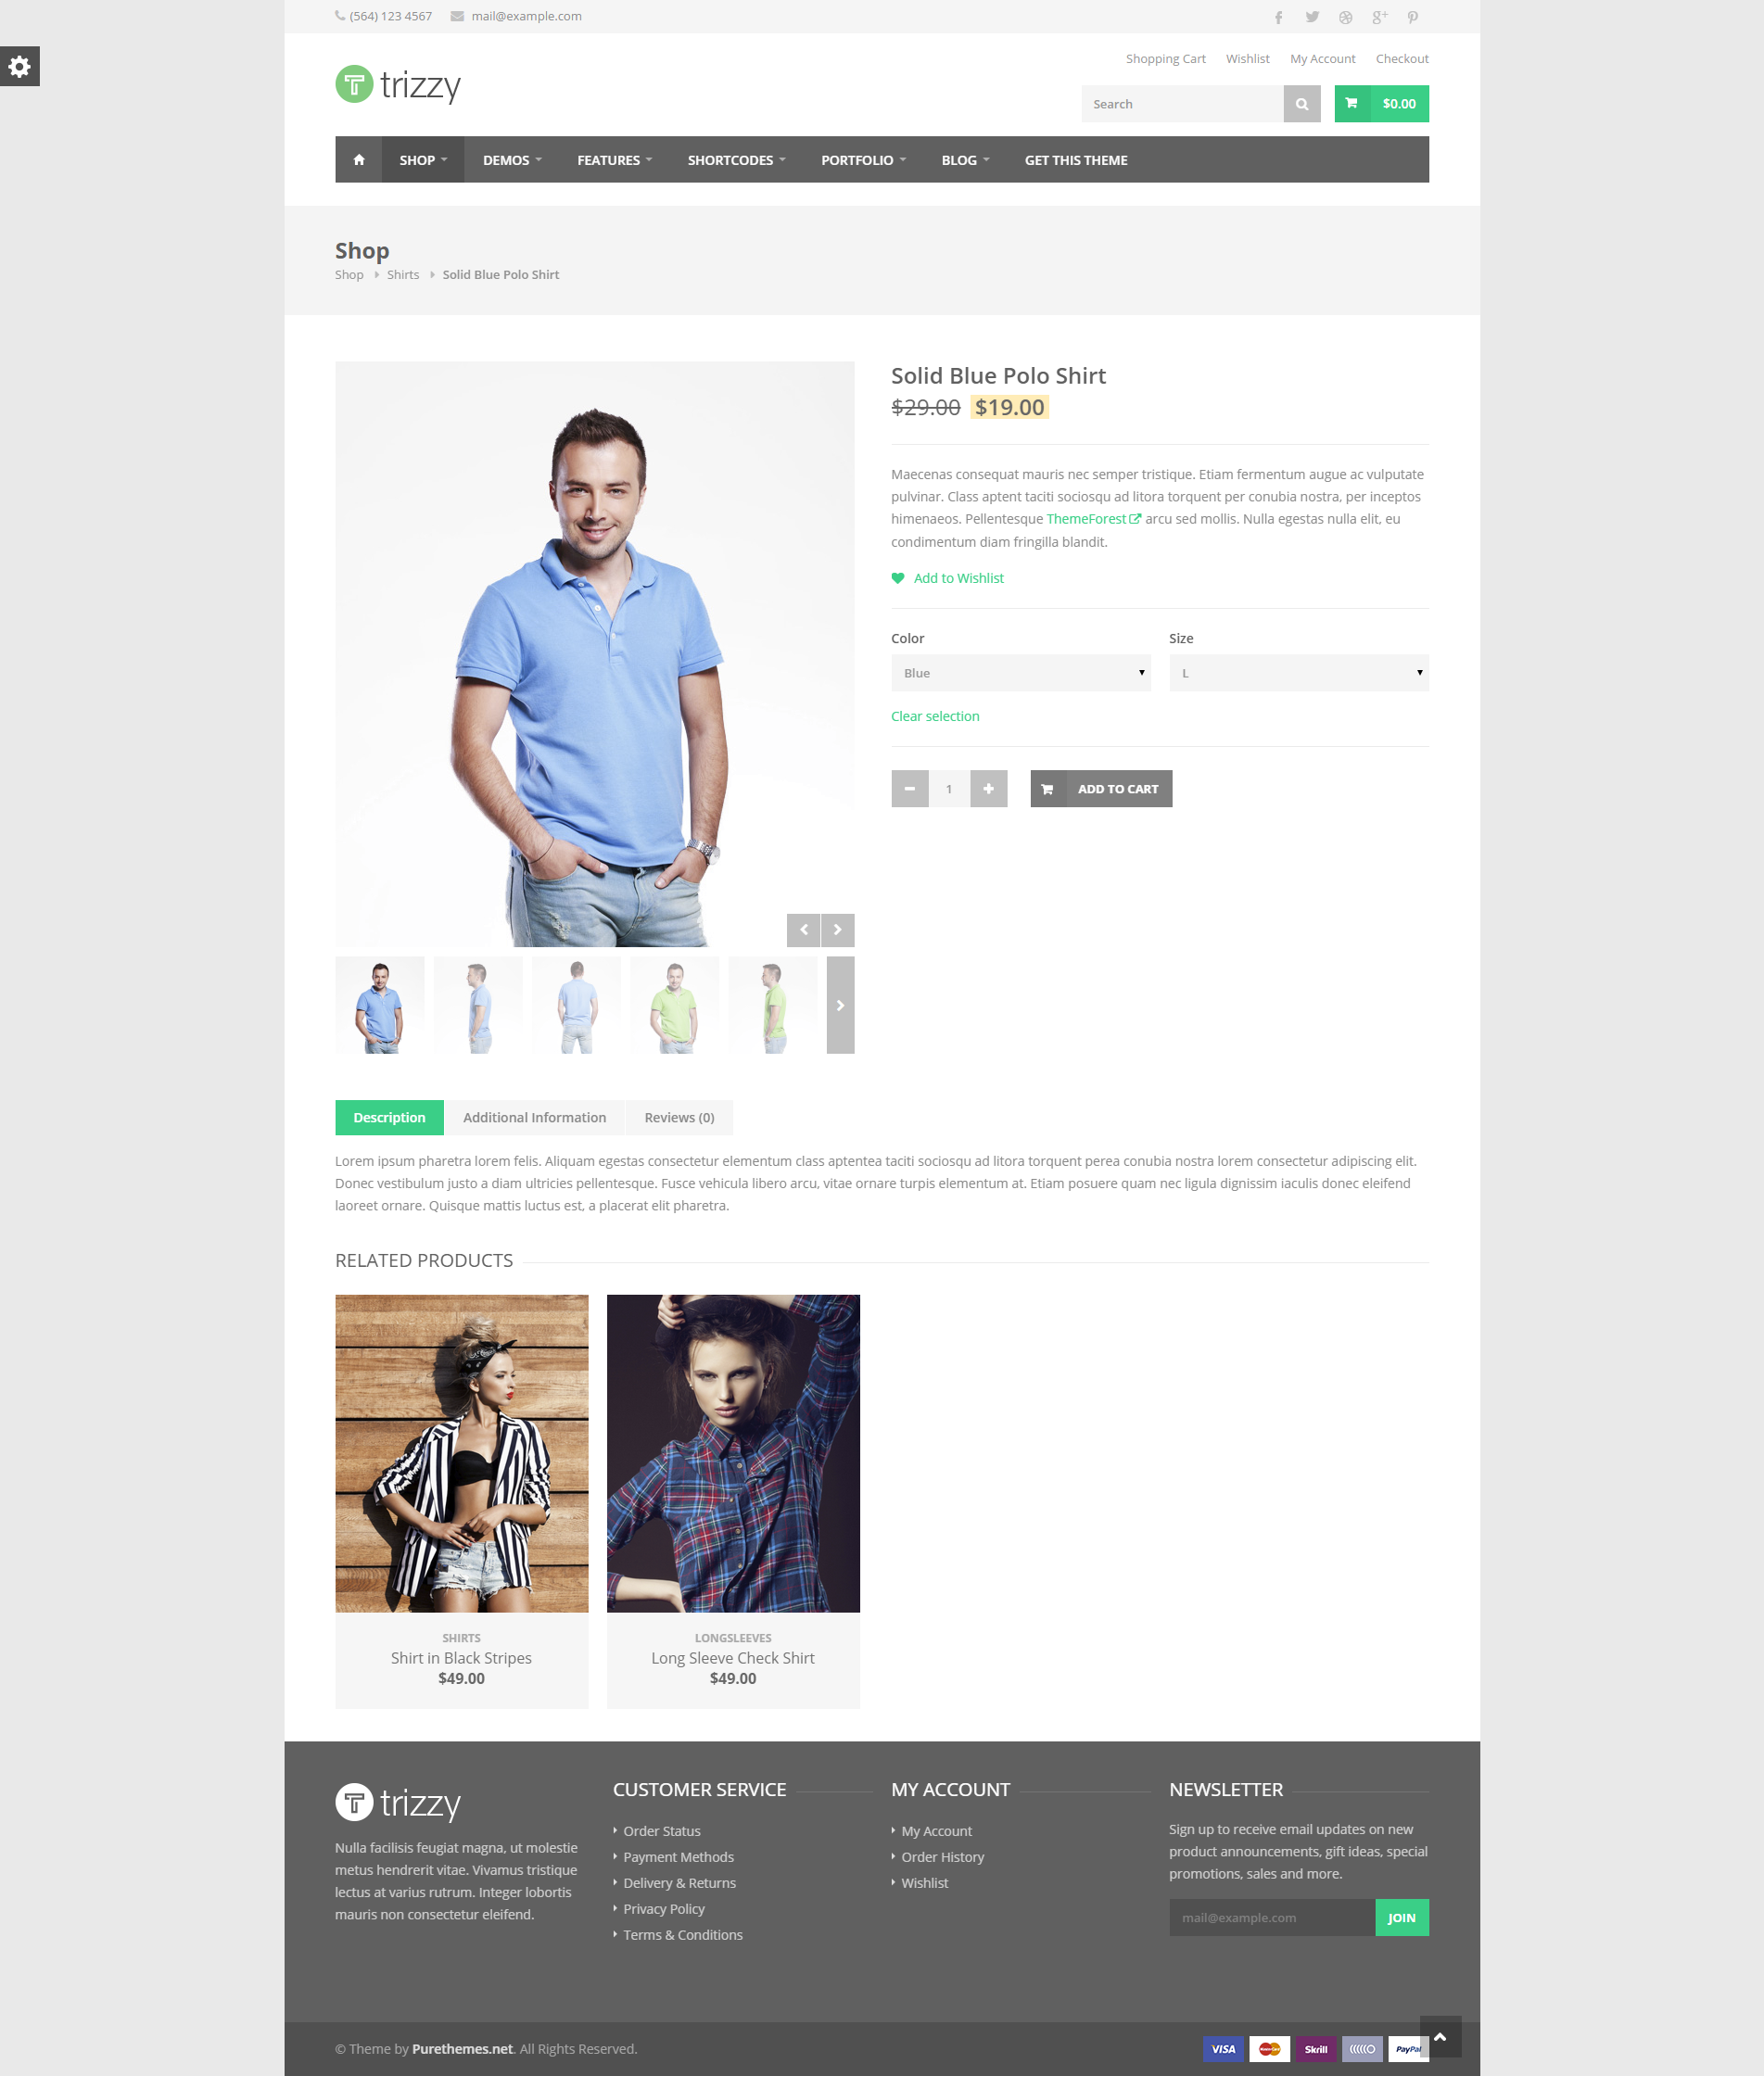 (564) 123 4567 mail@example.com
Shopping Cart Wishlist My Account Checkout
trizzy
Search $0.00
SHOP DEMOS FEATURES SHORTCODES PORTFOLIO BLOG GET THIS THEME
Shop
Shop Shirts Solid Blue Polo Shirt
Solid Blue Polo Shirt
$29.00 $19.00
Maecenas consequat mauris nec semper tristique. Etiam fermentum augue ac vulputate
pulvinar. Class aptent taciti sociosqu ad litora torquent per conubia nostra, per inceptos
himenaeos. Pellentesque ThemeForest arcu sed mollis. Nulla egestas nulla elit, eu
condimentum diam fringilla blandit.
Add to Wishlist
Color Size
Blue L
Clear selection
1 ADD TO CART
Description Additional Information Reviews (0)
Lorem ipsum pharetra lorem felis. Aliquam egestas consectetur elementum class aptentea taciti sociosqu ad litora torquent perea conubia nostra lorem consectetur adipiscing elit.
Donec vestibulum justo a diam ultricies pellentesque. Fusce vehicula libero arcu, vitae ornare turpis elementum at. Etiam posuere quam nec ligula dignissim iaculis donec eleifend
laoreet ornare. Quisque mattis luctus est, a placerat elit pharetra.
RELATED PRODUCTS
SHIRTS
Shirt in Black Stripes
$49.00
LONGSLEEVES
Long Sleeve Check Shirt
$49.00
trizzy
Nulla facilisis feugiat magna, ut molestie
metus hendrerit vitae. Vivamus tristique
lectus at varius rutrum. Integer lobortis
mauris non consectetur eleifend.
CUSTOMER SERVICE
Order Status
Payment Methods
Delivery & Returns
Privacy Policy
Terms & Conditions
MY ACCOUNT
My Account
Order History
Wishlist
NEWSLETTER
Sign up to receive email updates on new
product announcements, gift ideas, special
promotions, sales and more.
mail@example.com JOIN
© Theme by Purethemes.net. All Rights Reserved.
VISA MasterCard Skrill PayPal